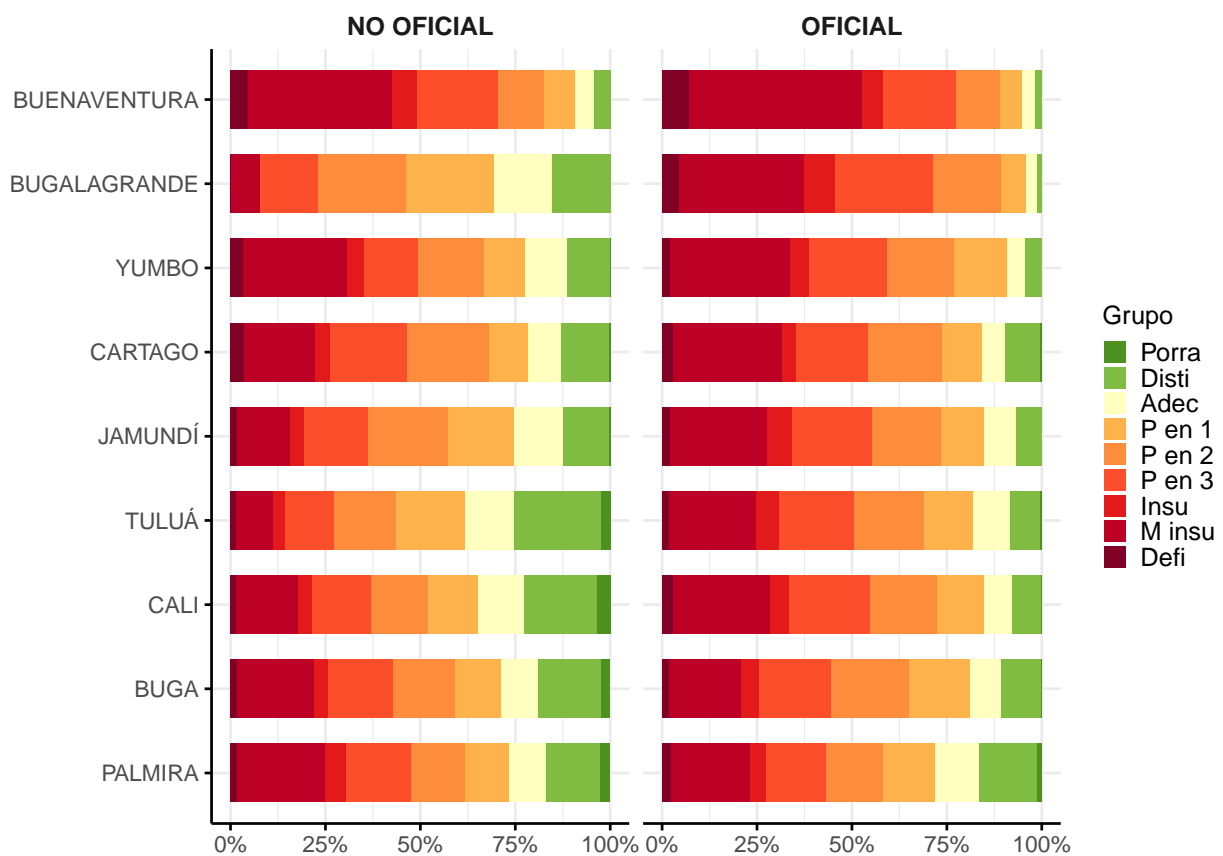 NO OFICIAL OFICIAL
BUENAVENTURA
BUGALAGRANDE
YUMBO
CARTAGO
JAMUNDÍ
TULUÁ
CALI
BUGA
PALMIRA
0% 25% 50% 75% 100% 0% 25% 50% 75% 100%
Grupo
Porra
Disti
Adec
P en 1
P en 2
P en 3
Insu
M insu
Defi